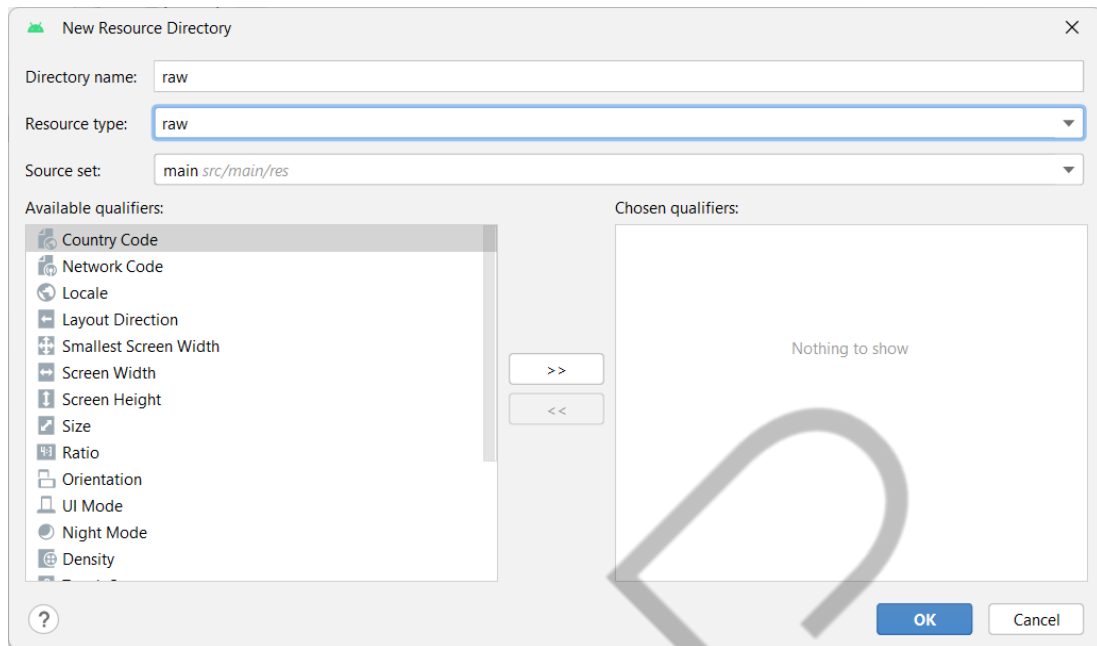 New Resource Directory
Directory name: raw
Resource type: raw
Source set: main src/main/res
Available qualifiers:
Chosen qualifiers:
Country Code
Network Code
Locale
Layout Direction
Smallest Screen Width
Screen Width
Screen Height
Size
4:3 Ratio
Orientation
UI Mode
Night Mode
Density
Nothing to show
>>
<<
?
OK
Cancel